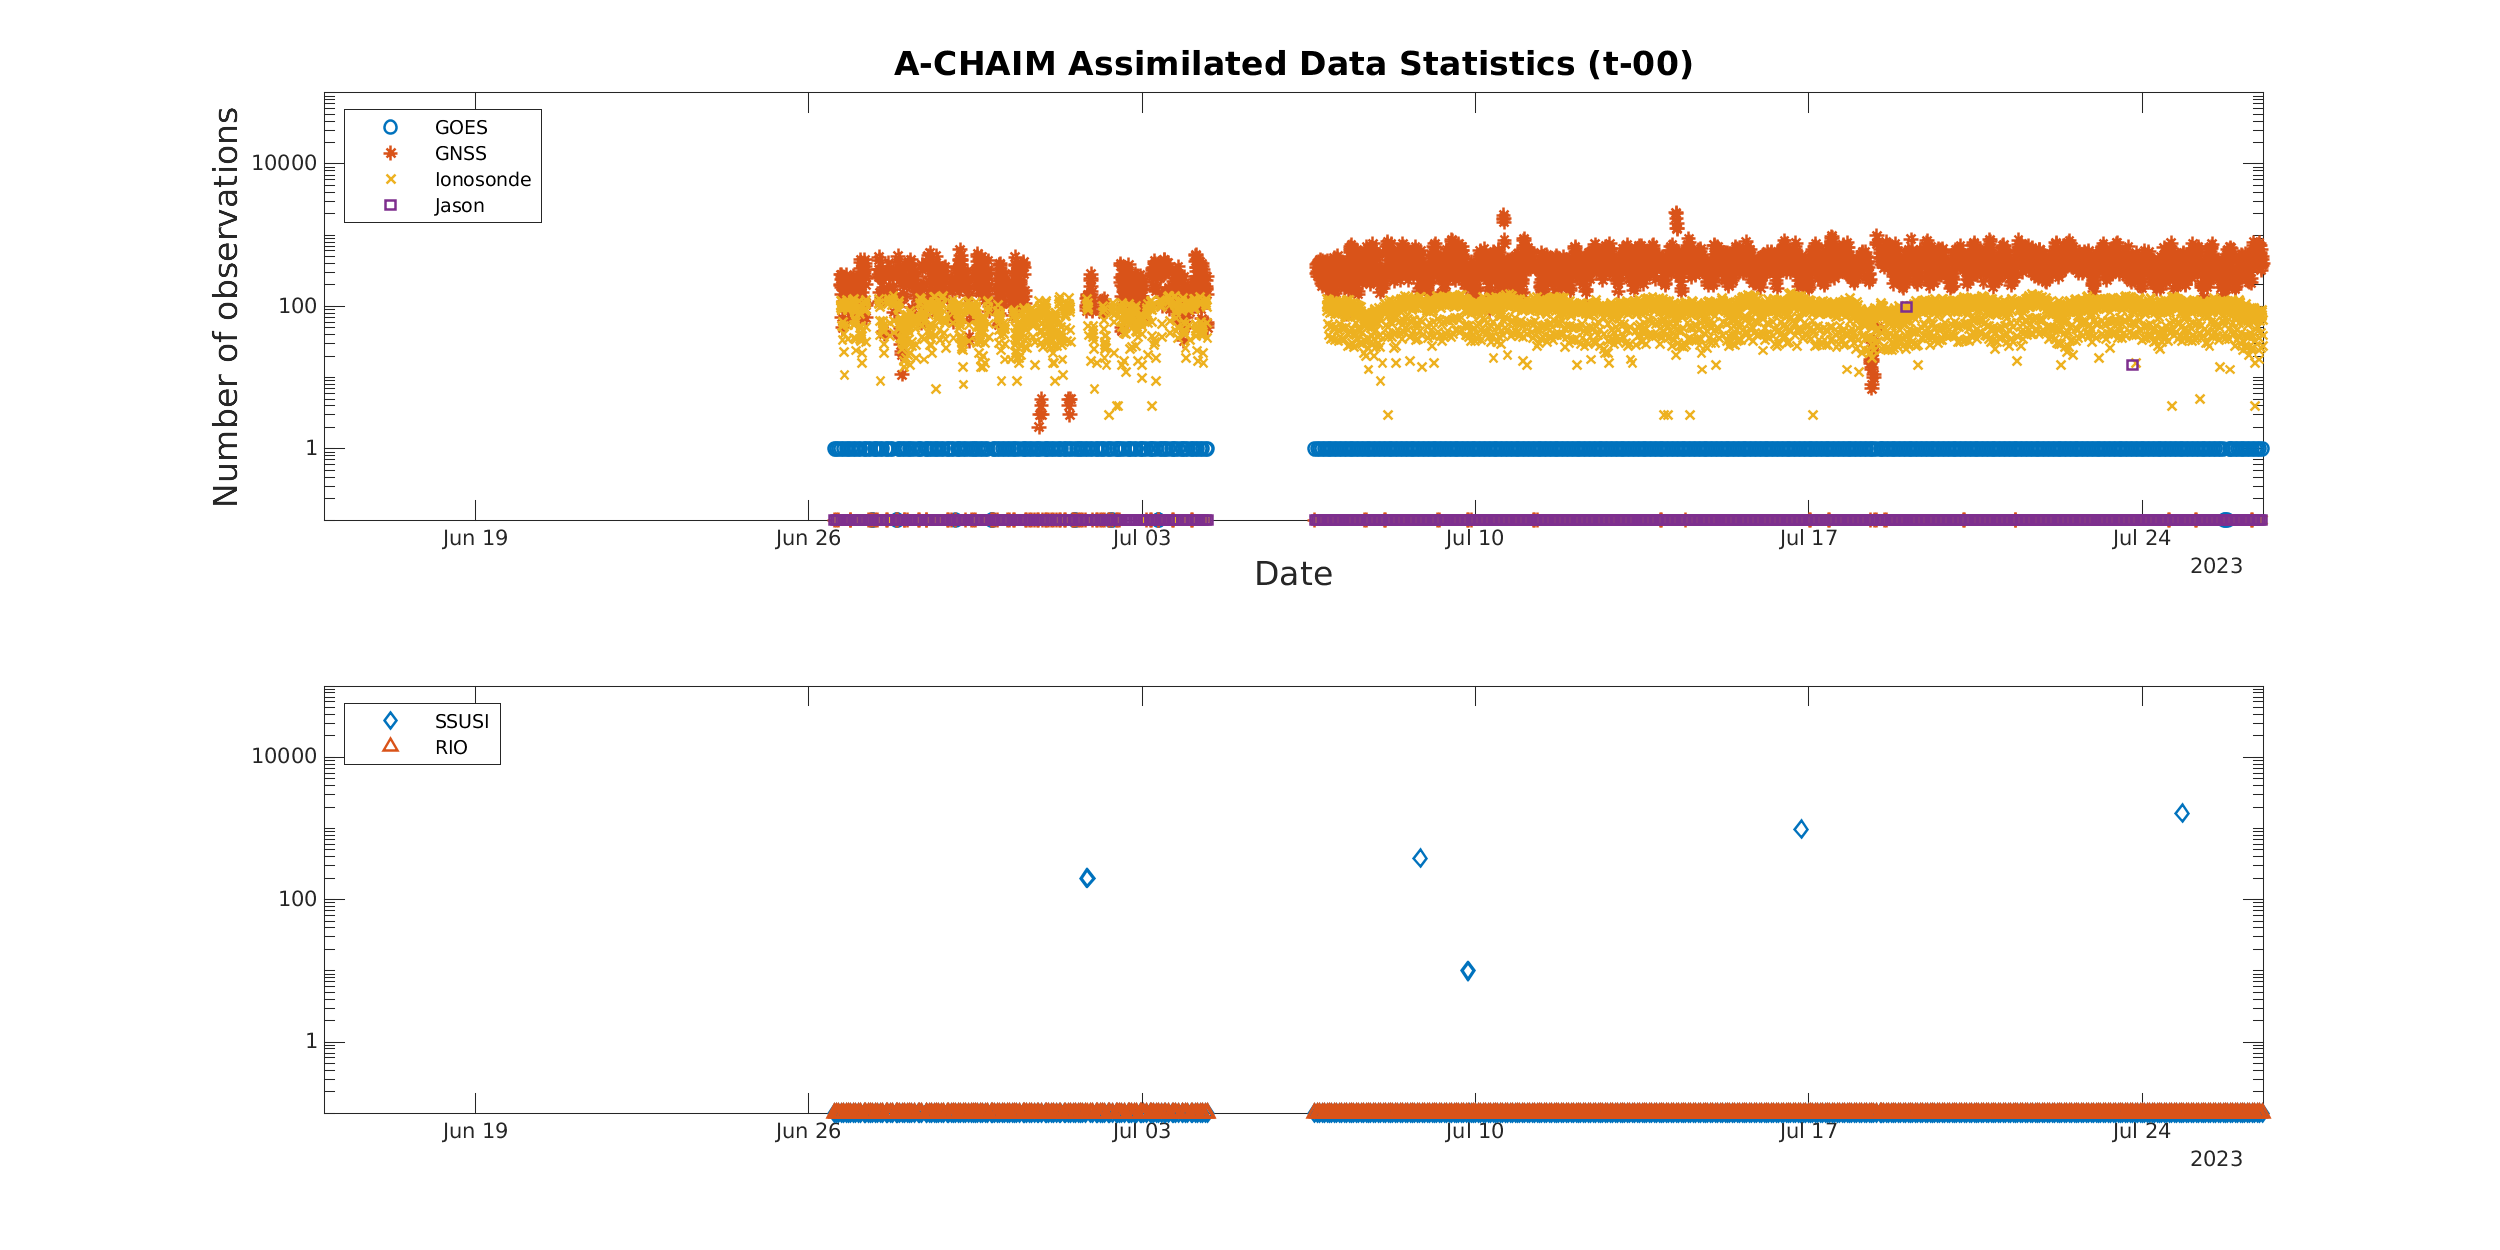 A-CHAIM Assimilated Data Statistics (t-00)
Number of observations
10000
100
1
GOES
GNSS
Ionosonde
Jason
Jun 19
Jun 26
Jul 03
Jul 10
Jul 17
Jul 24
2023
Date
10000
100
1
SSUSI
RIO
Jun 19
Jun 26
Jul 03
Jul 10
Jul 17
Jul 24
2023